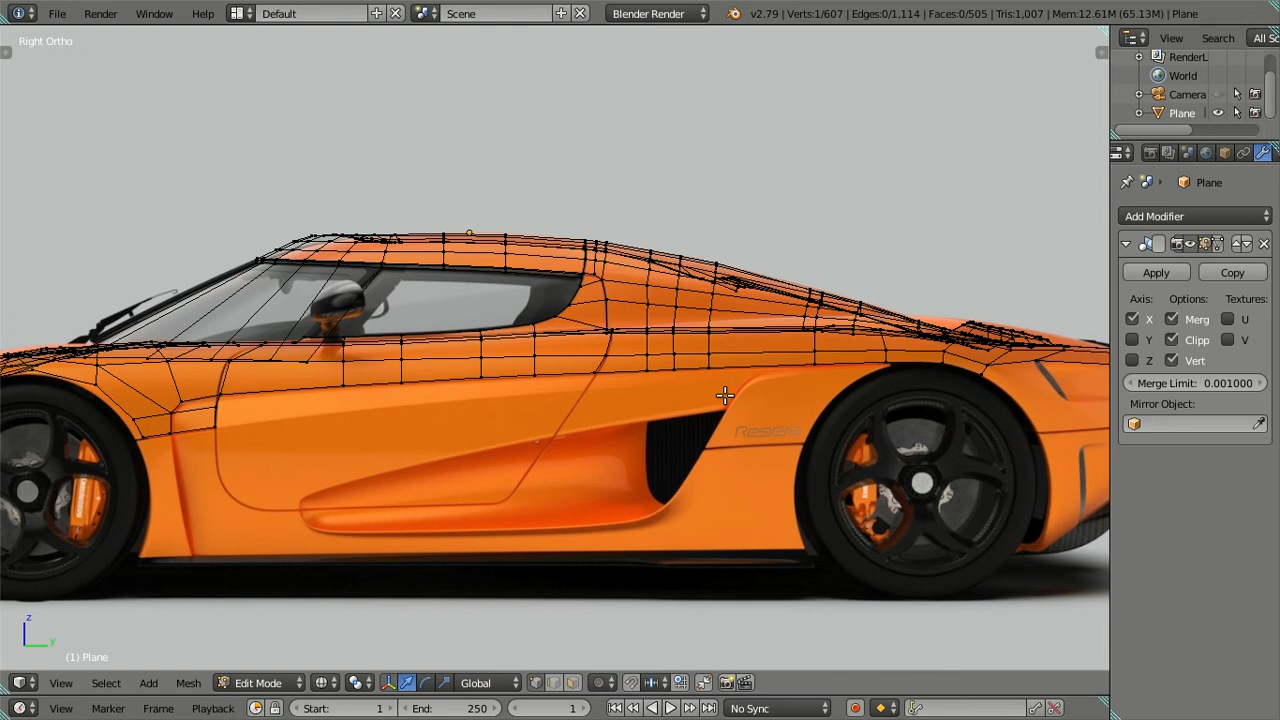 File Render Window Help Default Scene Blender Render v2.79 | Verts:1/607 | Edges:0/1,114 | Faces:0/505 | Tris:1,007 | Mem:12.61M (65.13M) | Plane
Right Ortho
View Search All Sc
RenderL
World
Camera
Plane
Plane
Add Modifier
Apply Copy
Axis: Options: Textures:
X Merg U
Y Clipp V
Z Vert
Merge Limit: 0.001000
Mirror Object:
Regera
z
y
(1) Plane
View Select Add Mesh Edit Mode Global
View Marker Frame Playback Start: 1 End: 250 1 No Sync